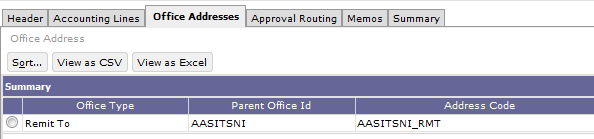 Header Accounting Lines Office Addresses Approval Routing Memos Summary
Office Address
Sort... View as CSV View as Excel
Summary
Office Type Parent Office Id Address Code
Remit To AASITSNI AASITSNI_RMT